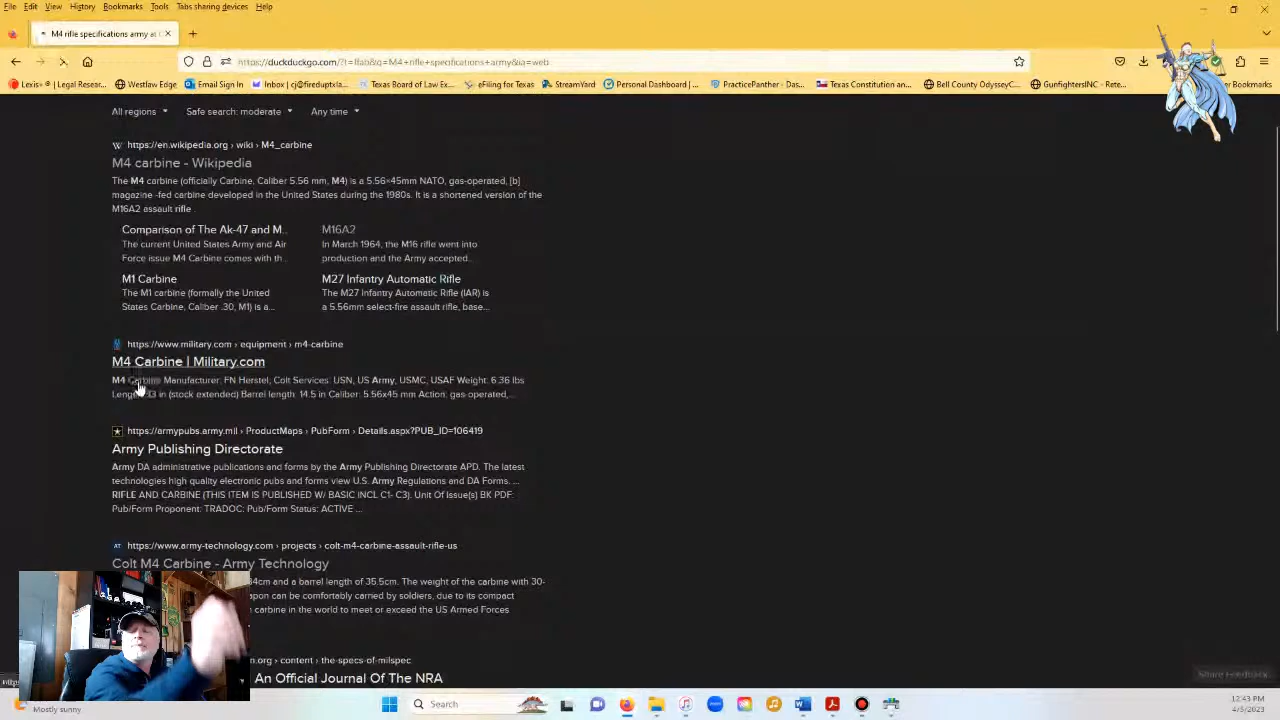 File Edit View History Bookmarks Tools Adaptive devices Help
M4 rifle specifications army at
https://duckduckgo.com/?t=ffab&q=M4+rifle+specifications+army&ia=web
Lexis+® | Legal Resear... Westlaw Edge Email Sign In Inbox | cj@fireduptxla... Texas Board of Law Ex... eFiling for Texas StreamYard Personal Dashboard |... PracticePanther - Das... Texas Constitution an... Bell County OdysseyC... GunfightersINC - Rete... Bookmarks
All regions Safe search: moderate Any time
https://en.wikipedia.org › wiki › M4_carbine
M4 carbine - Wikipedia
The M4 carbine (officially Carbine, Caliber 5.56 mm, M4) is a 5.56×45mm NATO, gas-operated, [b]
magazine -fed carbine developed in the United States during the 1980s. It is a shortened version of the
M16A2 assault rifle
Comparison of The Ak-47 and M.. M16A2
The current United States Army and Air In March 1964, the M16 rifle went into
Force issue M4 Carbine comes with th... production and the Army accepted..
M1 Carbine M27 Infantry Automatic Rifle
The M1 carbine (formally the United The M27 Infantry Automatic Rifle (IAR) is
States Carbine, Caliber .30, M1) is a... a 5.56mm select-fire assault rifle, base...
https://www.military.com › equipment › m4-carbine
M4 Carbine | Military.com
M4 Carbine Manufacturer: FN Herstel, Colt Services: USN, US Army, USMC, USAF Weight: 6.36 lbs
Length: 33 in (stock extended) Barrel length: 14.5 in Caliber: 5.56x45 mm Action: gas-operated,...
https://armypubs.army.mil › ProductMaps › PubForm › Details.aspx?PUB_ID=106419
Army Publishing Directorate
Army DA administrative publications and forms by the Army Publishing Directorate APD. The latest
technologies high quality electronic pubs and forms view U.S. Army Regulations and DA Forms. ...
RIFLE AND CARBINE (THIS ITEM IS PUBLISHED W/ BASIC INCL C1- C3). Unit Of Issue(s) BK PDF:
Pub/Form Proponent: TRADOC: Pub/Form Status: ACTIVE ...
https://www.army-technology.com › projects › colt-m4-carbine-assault-rifle-us
Colt M4 Carbine - Army Technology
84cm and a barrel length of 35.5cm. The weight of the carbine with 30-
apon can be comfortably carried by soldiers, due to its compact
carbine in the world to meet or exceed the US Armed Forces
n.org › content › the-specs-of-milspec
An Official Journal Of The NRA
Share Feedback
Mostly sunny
Search
12:43 PM
4/5/2023